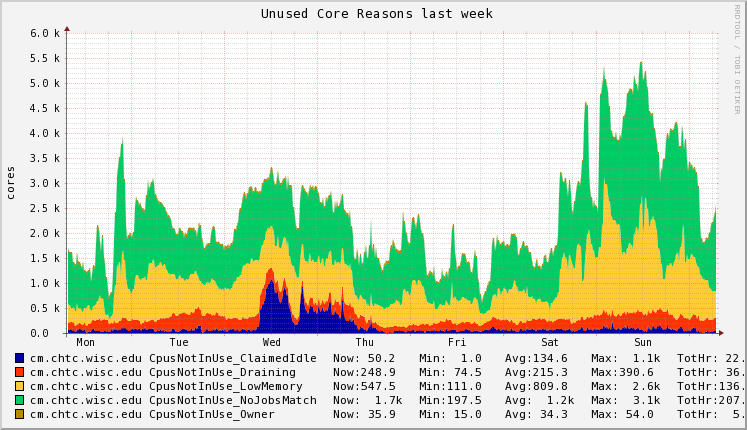 Unused Core Reasons last week
RRDTOOL / TOBI OETIKER
cores
6.0 k
5.5 k
5.0 k
4.5 k
4.0 k
3.5 k
3.0 k
2.5 k
2.0 k
1.5 k
1.0 k
0.5 k
0.0
Mon Tue Wed Thu Fri Sat Sun
cm.chtc.wisc.edu CpusNotInUse_ClaimedIdle Now: 50.2 Min: 1.0 Avg:134.6 Max: 1.1k TotHr: 22.
cm.chtc.wisc.edu CpusNotInUse_Draining Now:248.9 Min: 74.5 Avg:215.3 Max:390.6 TotHr: 36.
cm.chtc.wisc.edu CpusNotInUse_LowMemory Now:547.5 Min:111.0 Avg:809.8 Max: 2.6k TotHr:136.
cm.chtc.wisc.edu CpusNotInUse_NoJobsMatch Now: 1.7k Min:197.5 Avg: 1.2k Max: 3.1k TotHr:207.
cm.chtc.wisc.edu CpusNotInUse_Owner Now: 35.9 Min: 15.0 Avg: 34.3 Max: 54.0 TotHr: 5.